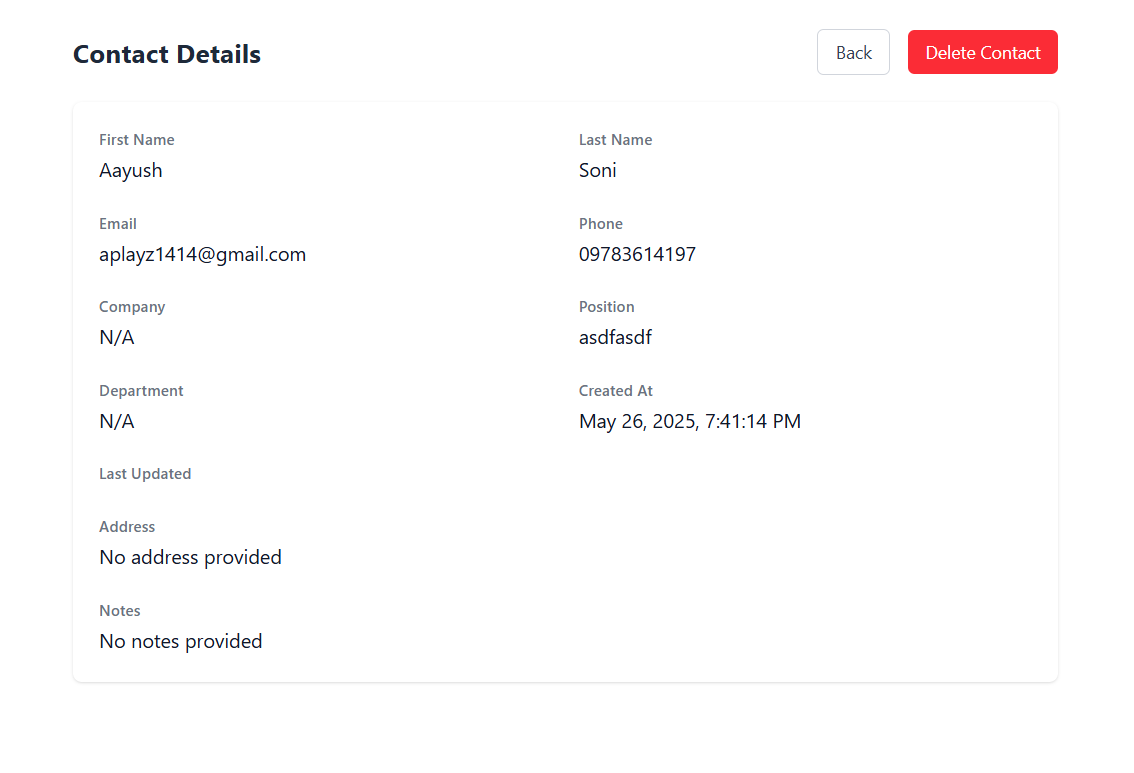 Contact Details
Back
Delete Contact
First Name
Last Name
Aayush
Soni
Email
Phone
aplayz1414@gmail.com
09783614197
Company
Position
N/A
asdfasdf
Department
Created At
N/A
May 26, 2025, 7:41:14 PM
Last Updated
Address
No address provided
Notes
No notes provided